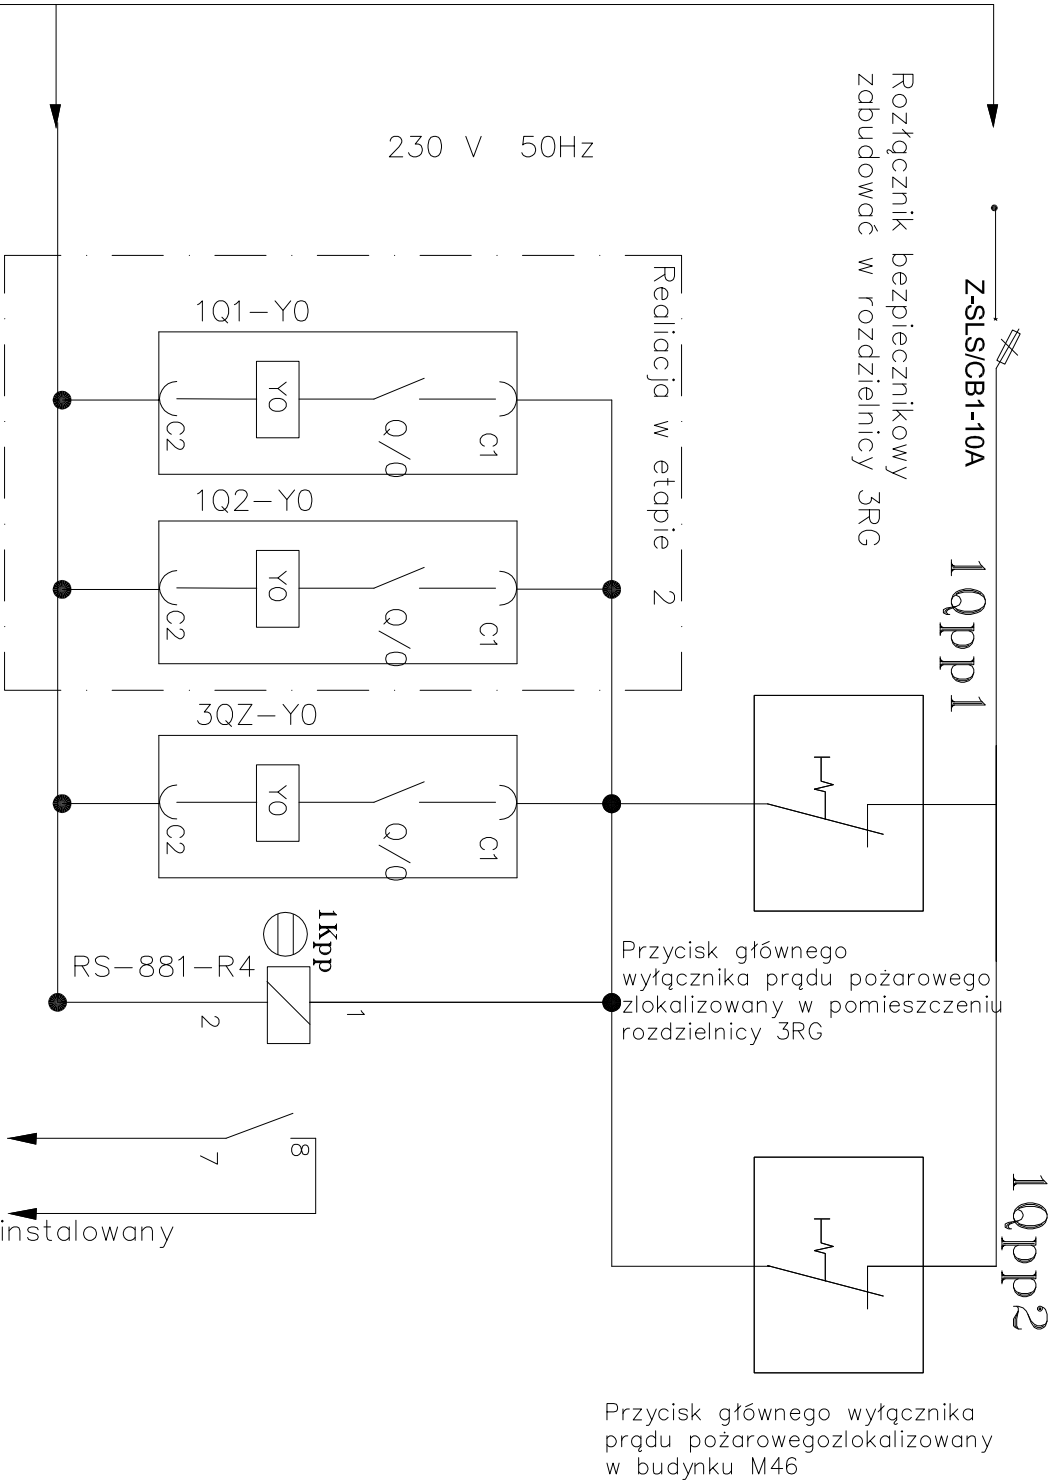 230 V 50Hz
Rozłącznik bezpiecznikowy
zabudować w rozdzielnicy 3RG
Z-SLS/CB1-10A
1Qpp1
Realiacja w etapie 2
1Q1-Y0
Y0
Q/0
C1
C2
1Q2-Y0
Y0
Q/0
C1
C2
3QZ-Y0
Y0
Q/0
C1
C2
1Kpp
RS-881-R4
1
2
Przycisk głównego
wyłącznika prądu pożarowego
zlokalizowany w pomieszczeniu
rozdzielnicy 3RG
7
8
instalowany
1Qpp2
Przycisk głównego wyłącznika
prądu pożarowegozlokalizowany
w budynku M46